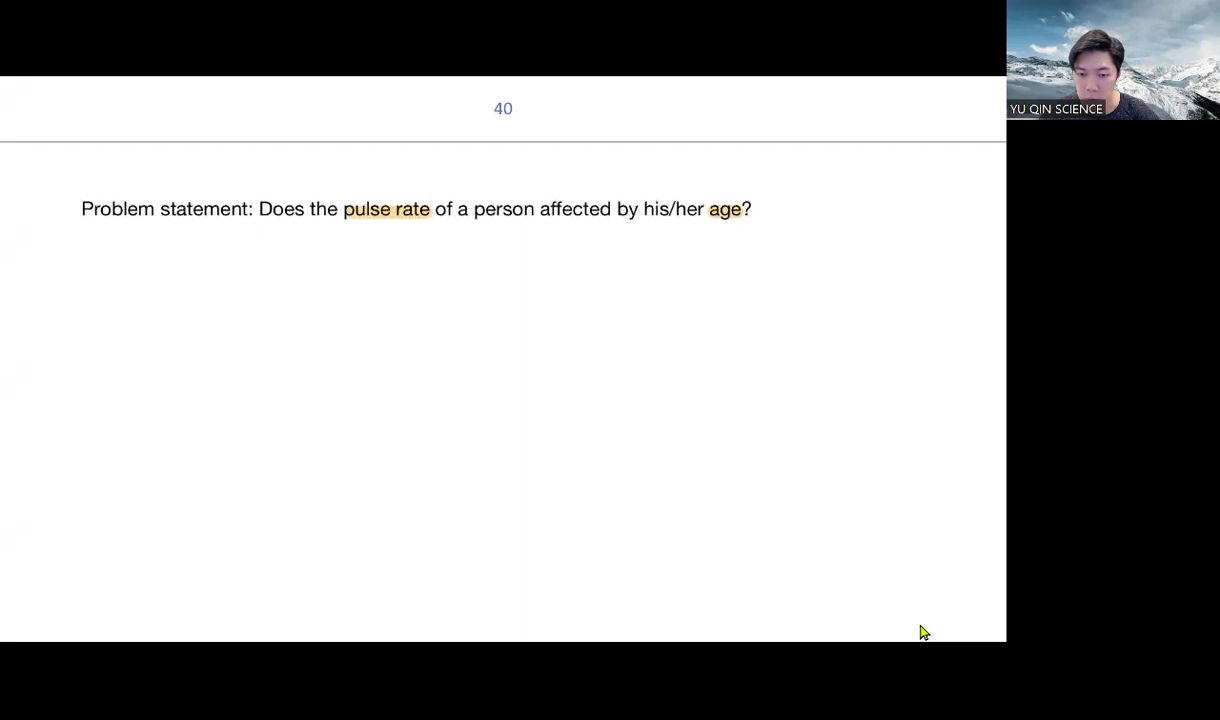 40
YU QIN SCIENCE
Problem statement: Does the pulse rate of a person affected by his/her age?